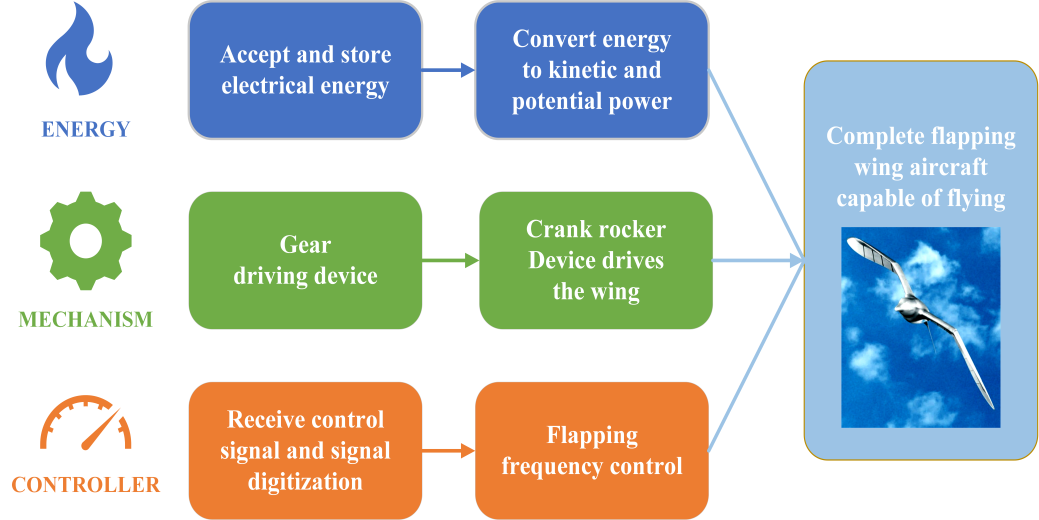 ENERGY
Accept and store
electrical energy
Convert energy
to kinetic and
potential power
MECHANISM
Gear
driving device
Crank rocker
Device drives
the wing
CONTROLLER
Receive control
signal and signal
digitization
Flapping
frequency control
Complete flapping
wing aircraft
capable of flying